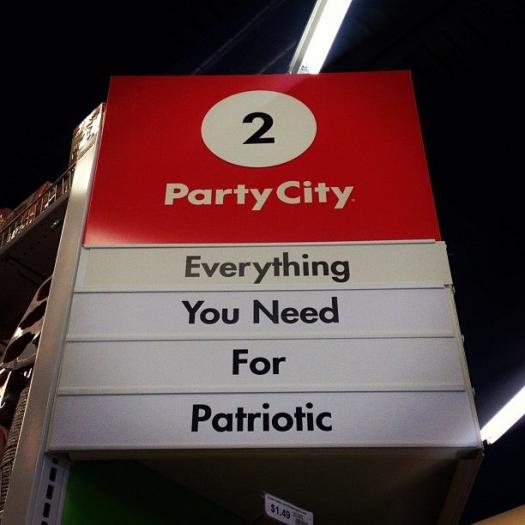 2
Party City
Everything
You Need
For
Patriotic
$1.49